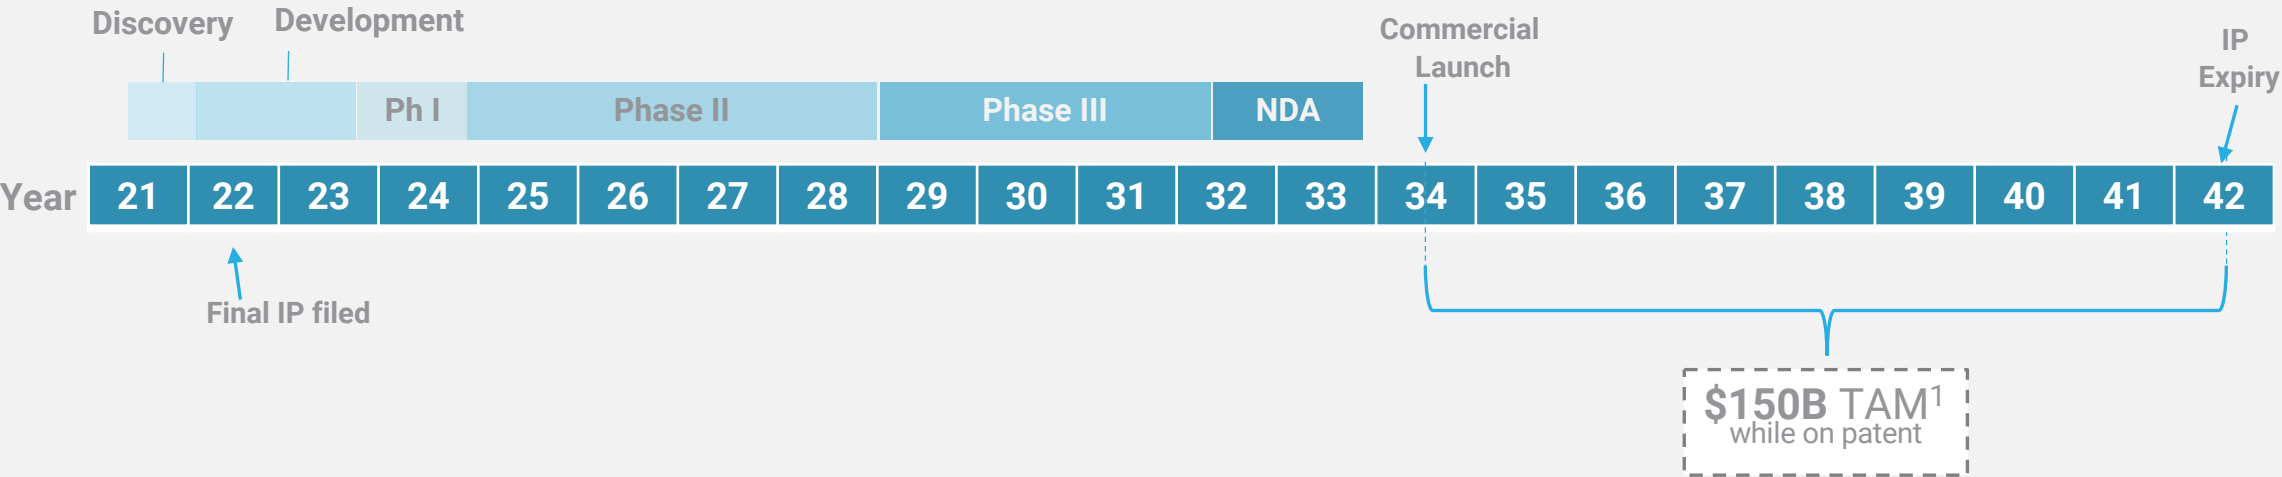 Discovery
Development
Commercial
Launch
IP
Expiry
Ph I
Phase II
Phase III
NDA
Year 21 22 23 24 25 26 27 28 29 30 31 32 33 34 35 36 37 38 39 40 41 42
Final IP filed
$150B TAM¹
while on patent